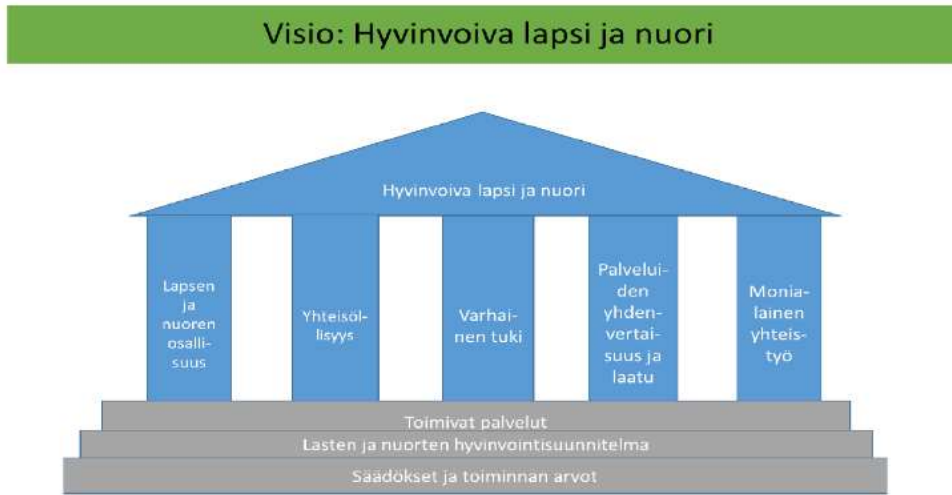 Visio: Hyvinvoiva lapsi ja nuori
Hyvinvoiva lapsi ja nuori
Lapsen
ja
nuoren
osalli-
suus
Yhteisöl-
lisyys
Varhai-
nen tuki
Palvelui-
den
yhden-
vertai-
suus ja
laatu
Monia-
lainen
yhteis-
työ
Toimivat palvelut
Lasten ja nuorten hyvinvointisuunnitelma
Säädökset ja toiminnan arvot